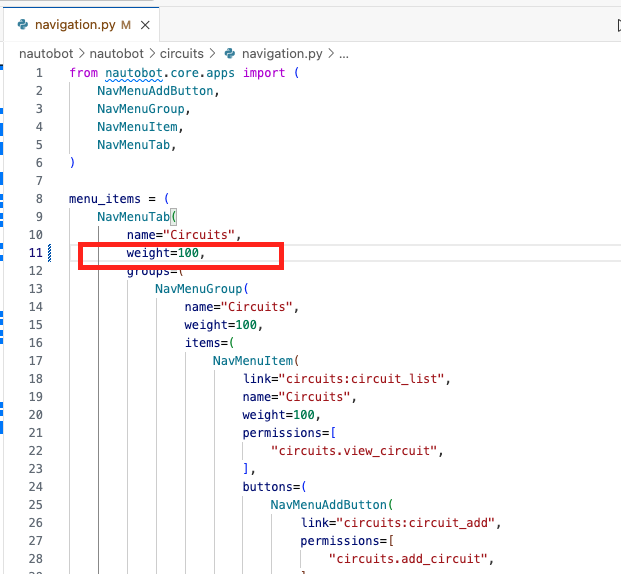 navigation.py M
nautobot > nautobot > circuits > navigation.py > ...
1 from nautobot.core.apps import (
2 NavMenuAddButton,
3 NavMenuGroup,
4 NavMenuItem,
5 NavMenuTab,
6 )
7
8 menu_items = (
9 NavMenuTab(
10 name="Circuits",
11 weight=100,
12 groups=(
13 NavMenuGroup(
14 name="Circuits",
15 weight=100,
16 items=(
17 NavMenuItem(
18 link="circuits:circuit_list",
19 name="Circuits",
20 weight=100,
21 permissions=[
22 "circuits.view_circuit",
23 ],
24 buttons=(
25 NavMenuAddButton(
26 link="circuits:circuit_add",
27 permissions=[
28 "circuits.add_circuit",